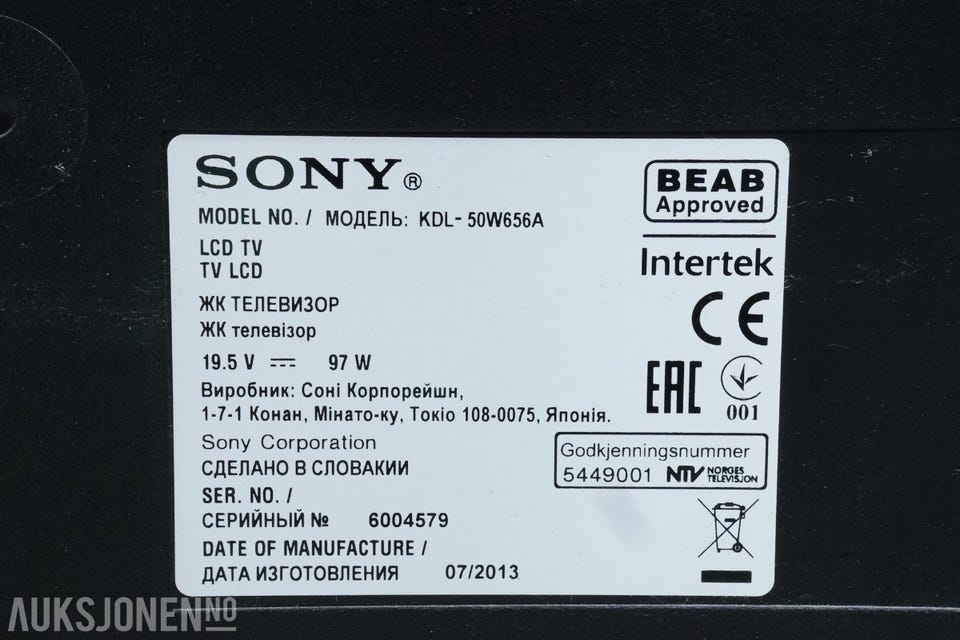 SONY®
MODEL NO. / МОДЕЛЬ: KDL- 50W656A
LCD TV
TV LCD
ЖК ТЕЛЕВИЗОР
ЖК телевізор
19.5 V ⎓ 97 W
Виробник: Соні Корпорейшн,
1-7-1 Конан, Мінато-ку, Токіо 108-0075, Японія.
Sony Corporation
СДЕЛАНО В СЛОВАКИИ
SER. NO. /
СЕРИЙНЫЙ № 6004579
DATE OF MANUFACTURE /
ДАТА ИЗГОТОВЛЕНИЯ 07/2013
BEAB
Approved
Intertek
CE
EAC
001
Godkjenningsnummer
5449001 NTV NORGES
TELEVISJON
AUKSJONEN.NO